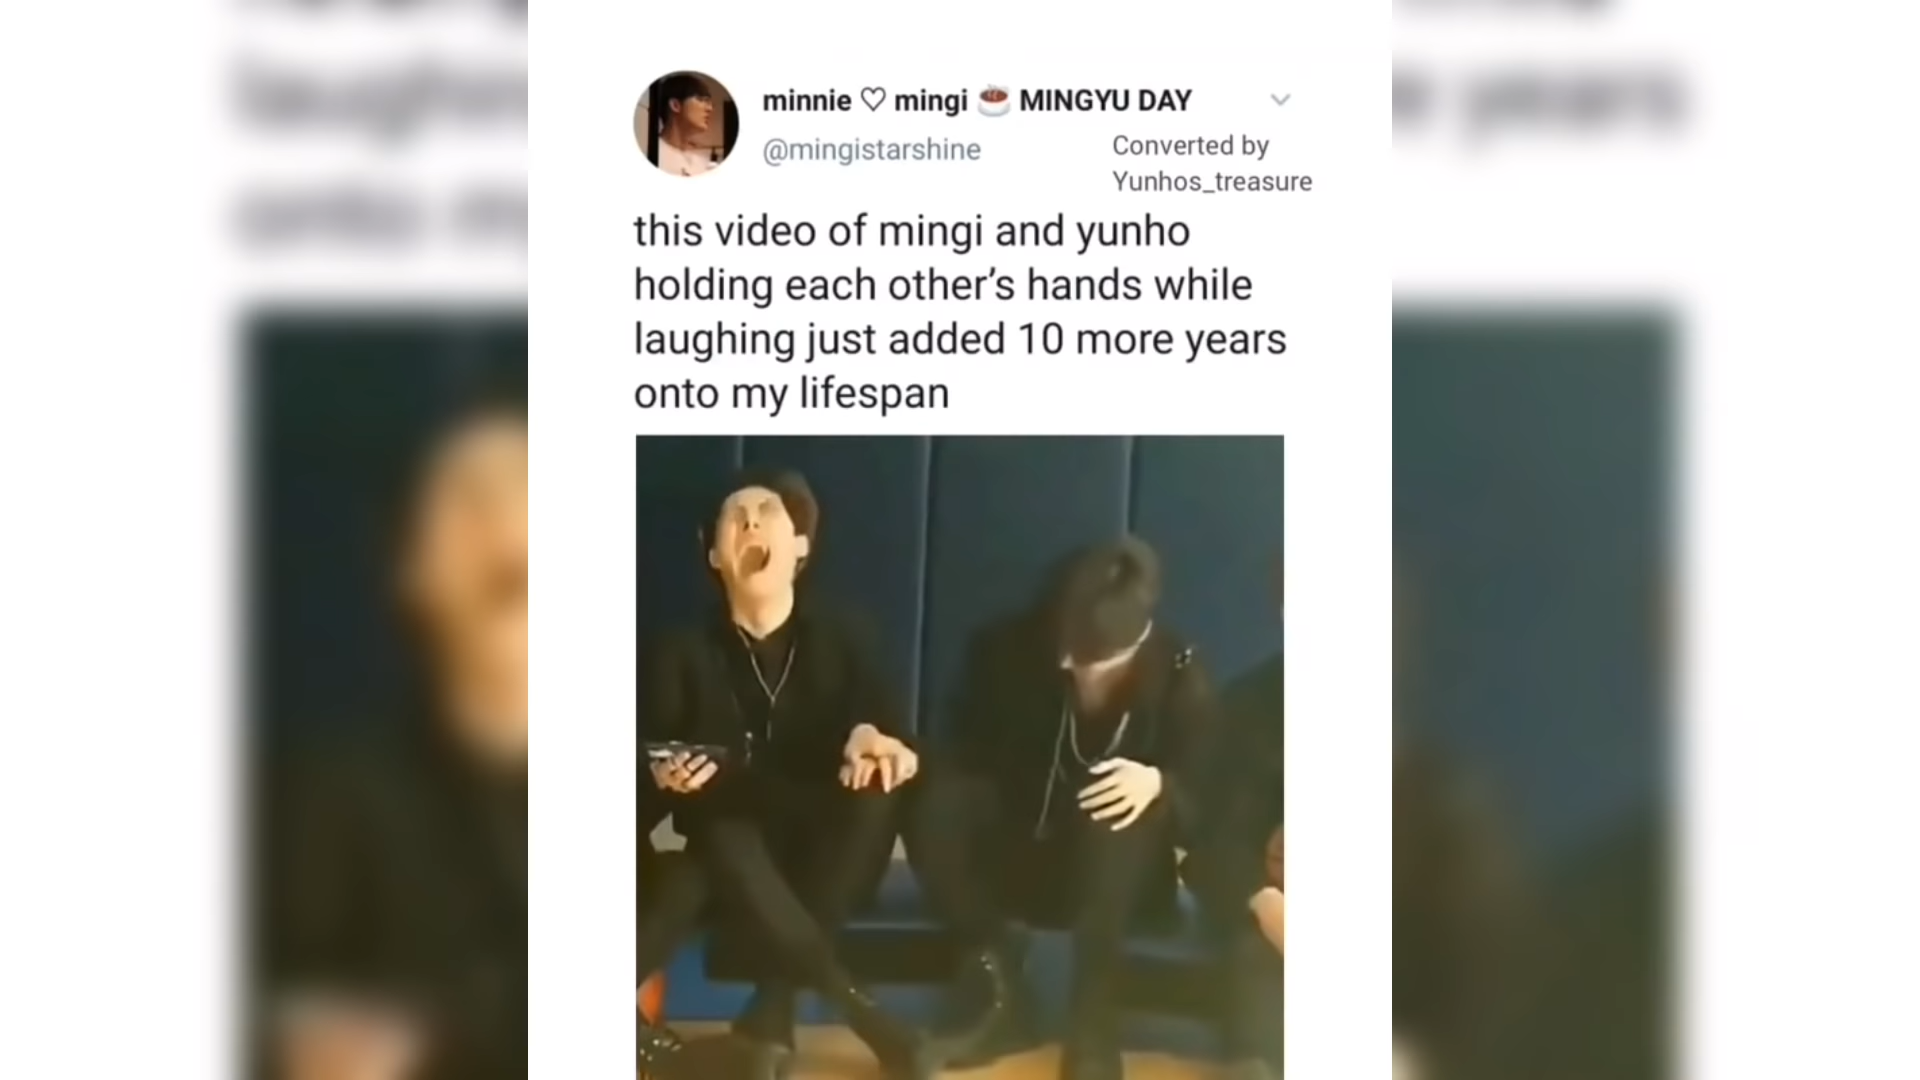 minnie ♡ mingi ☕ MINGYU DAY
@mingistarshine
Converted by
Yunhos_treasure
this video of mingi and yunho
holding each other’s hands while
laughing just added 10 more years
onto my lifespan